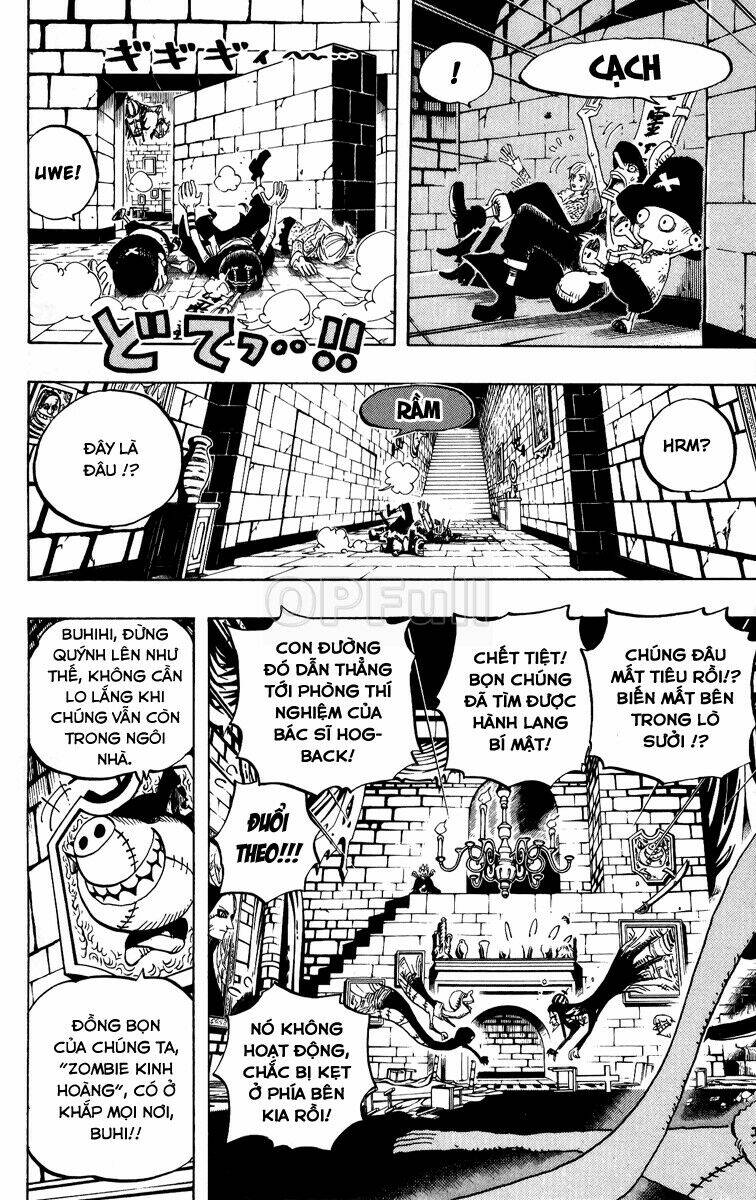 !
CẠCH
霊
ギギギィ〜〜…
UWE!
どてっ…!!
HRM?
RẦM
ĐÂY LÀ
ĐÂU !?
OPFull
CHÚNG ĐÂU
MẤT TIÊU RỒI!?
BIẾN MẤT BÊN
TRONG LÒ
SƯỞI !?
CHẾT TIỆT!
BỌN CHÚNG
ĐÃ TÌM ĐƯỢC
HÀNH LANG
BÍ MẬT!
CON ĐƯỜNG
ĐÓ DẪN THẲNG
TỚI PHÒNG THÍ
NGHIỆM CỦA
BÁC SĨ HOG-
BACK!
ĐUỔI
THEO!!!
NÓ KHÔNG
HOẠT ĐỘNG,
CHẮC BỊ KẸT
Ở PHÍA BÊN
KIA RỒI!
BUHIHI, ĐỪNG
QUÝNH LÊN NHƯ
THẾ, KHÔNG CẦN
LO LẮNG KHI
CHÚNG VẪN CÒN
TRONG NGÔI
NHÀ.
ĐỒNG BỌN
CỦA CHÚNG TA,
“ZOMBIE KINH
HOÀNG”, CÓ Ở
KHẮP MỌI NƠI,
BUHI!!